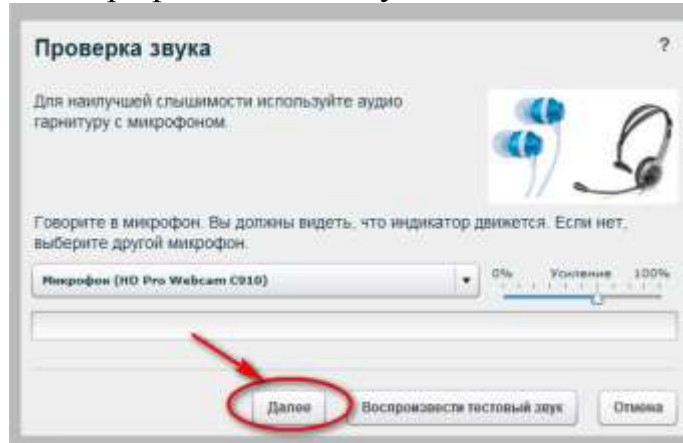 Проверка звука
?
Для наилучшей слышимости используйте аудио
гарнитуру с микрофоном.
Говорите в микрофон. Вы должны видеть, что индикатор движется. Если нет,
выберите другой микрофон.
Микрофон (HD Pro Webcam C910)
0% Усиление 100%
Далее
Воспроизвести тестовый звук
Отмена